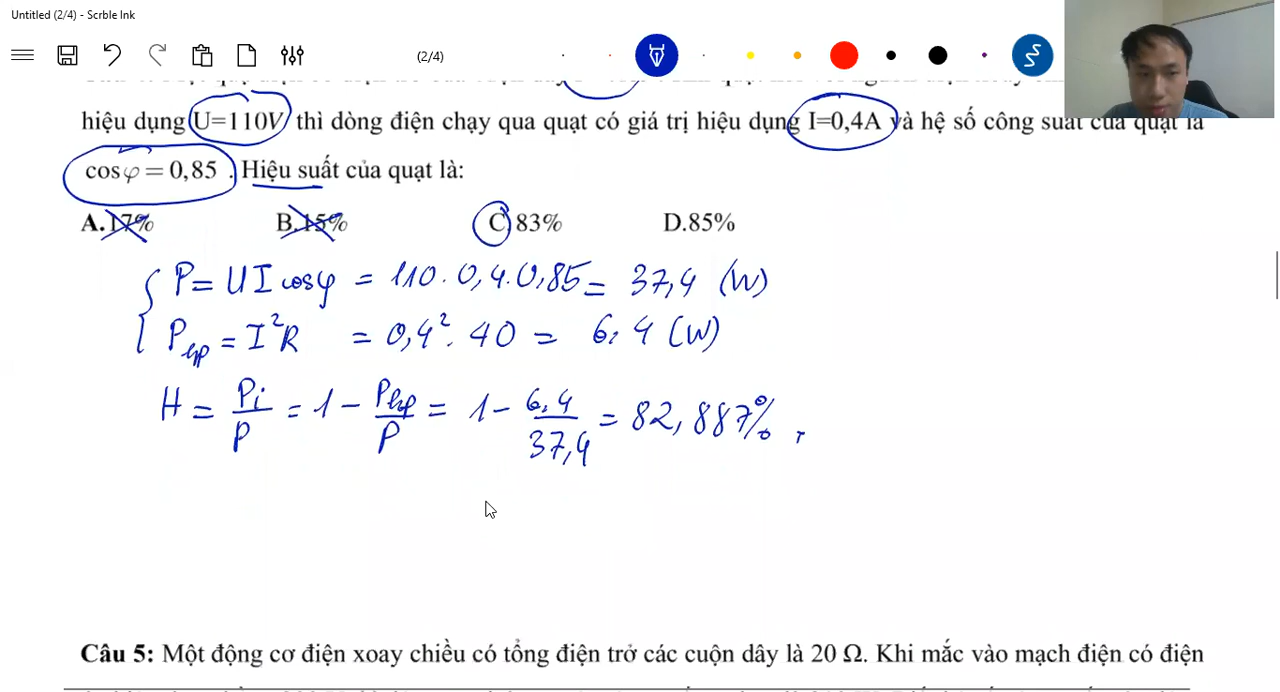 Untitled (2/4) - Scrble Ink
(2/4)
hiệu dụng U=110V thì dòng điện chạy qua quạt có giá trị hiệu dụng I=0,4A và hệ số công suất của quạt là
cosφ = 0,85 . Hiệu suất của quạt là:
A.17% B.15% C.83% D.85%
P = UI cosφ = 110. 0,4. 0,85 = 37,4 (W)
Php = I²R = 0,4². 40 = 6,4 (W)
H = Pi/P = 1 - Php/P = 1 - 6,4/37,4 = 82,887%
Câu 5: Một động cơ điện xoay chiều có tổng điện trở các cuộn dây là 20 Ω. Khi mắc vào mạch điện có điện